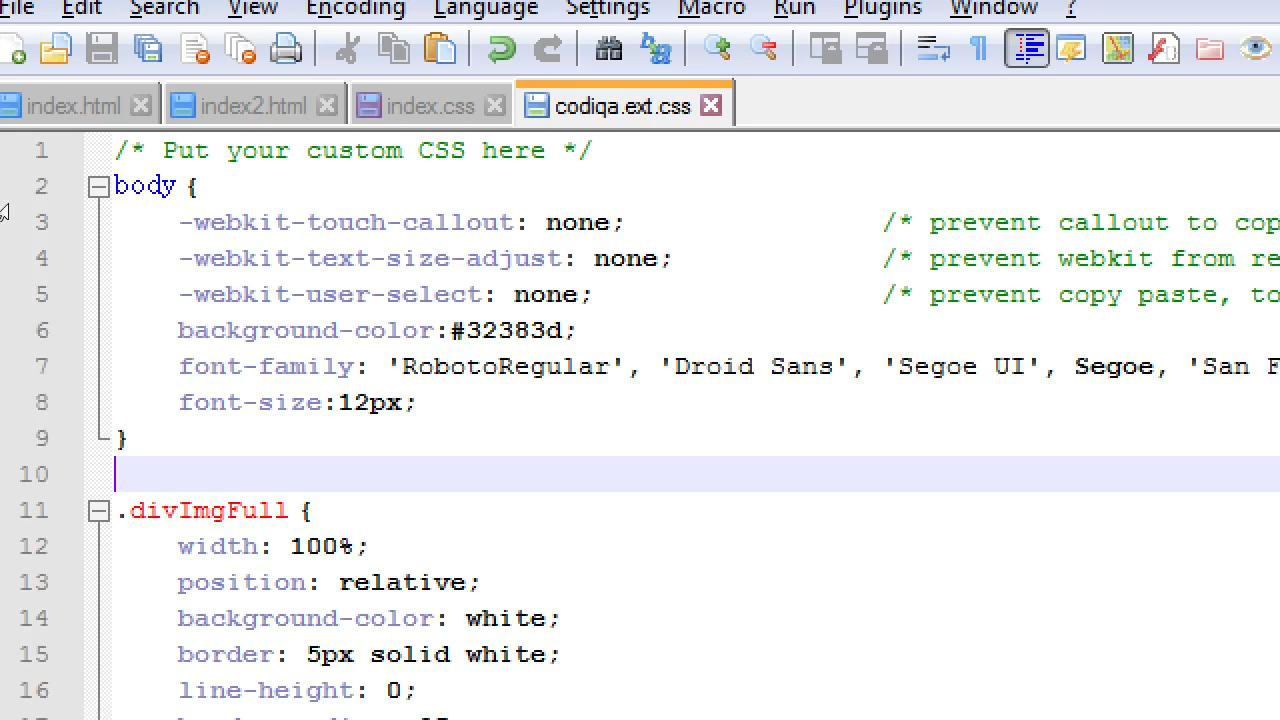 File Edit Search View Encoding Language Settings Macro Run Plugins Window ?
index.html index2.html index.css codiqa.ext.css
1 /* Put your custom CSS here */
2 body {
3 -webkit-touch-callout: none; /* prevent callout to cop
4 -webkit-text-size-adjust: none; /* prevent webkit from re
5 -webkit-user-select: none; /* prevent copy paste, to
6 background-color:#32383d;
7 font-family: 'RobotoRegular', 'Droid Sans', 'Segoe UI', Segoe, 'San F
8 font-size:12px;
9 }
10
11 .divImgFull {
12 width: 100%;
13 position: relative;
14 background-color: white;
15 border: 5px solid white;
16 line-height: 0;